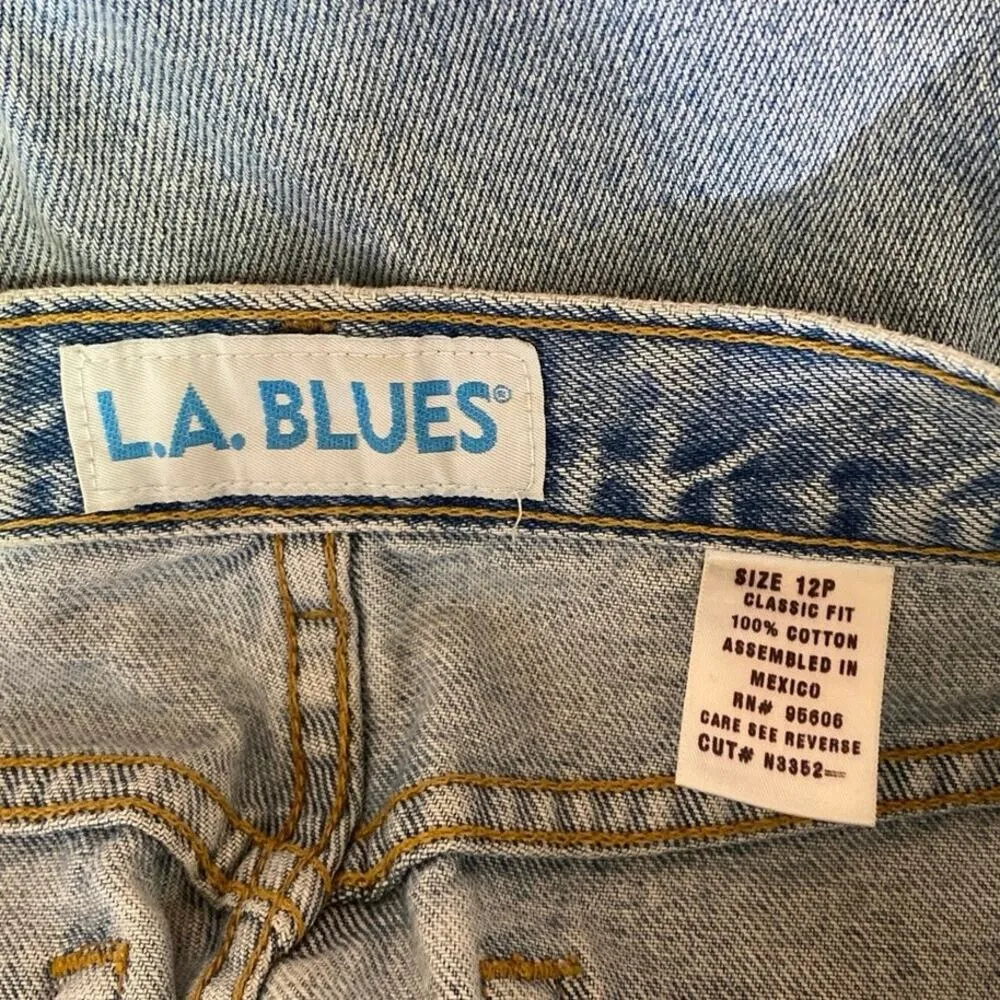 L.A. BLUES®
SIZE 12P
CLASSIC FIT
100% COTTON
ASSEMBLED IN
MEXICO
RN# 95606
CARE SEE REVERSE
CUT# N3352